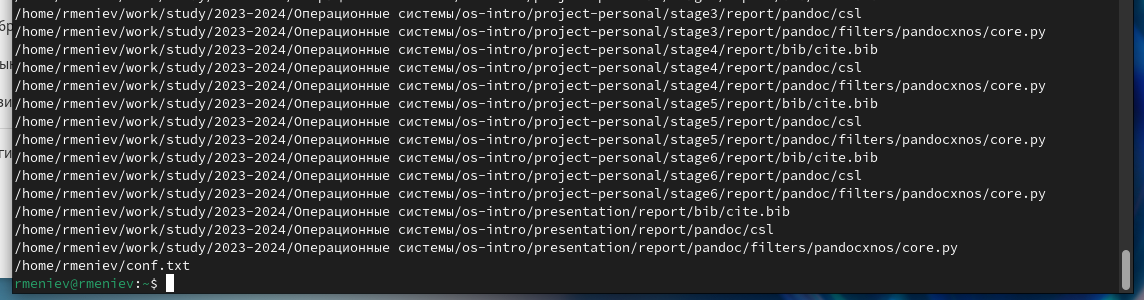 /home/rmeniev/work/study/2023-2024/Операционные системы/os-intro/project-personal/stage3/report/pandoc/csl
/home/rmeniev/work/study/2023-2024/Операционные системы/os-intro/project-personal/stage3/report/pandoc/filters/pandocxnos/core.py
/home/rmeniev/work/study/2023-2024/Операционные системы/os-intro/project-personal/stage4/report/bib/cite.bib
/home/rmeniev/work/study/2023-2024/Операционные системы/os-intro/project-personal/stage4/report/pandoc/csl
/home/rmeniev/work/study/2023-2024/Операционные системы/os-intro/project-personal/stage4/report/pandoc/filters/pandocxnos/core.py
/home/rmeniev/work/study/2023-2024/Операционные системы/os-intro/project-personal/stage5/report/bib/cite.bib
/home/rmeniev/work/study/2023-2024/Операционные системы/os-intro/project-personal/stage5/report/pandoc/csl
/home/rmeniev/work/study/2023-2024/Операционные системы/os-intro/project-personal/stage5/report/pandoc/filters/pandocxnos/core.py
/home/rmeniev/work/study/2023-2024/Операционные системы/os-intro/project-personal/stage6/report/bib/cite.bib
/home/rmeniev/work/study/2023-2024/Операционные системы/os-intro/project-personal/stage6/report/pandoc/csl
/home/rmeniev/work/study/2023-2024/Операционные системы/os-intro/project-personal/stage6/report/pandoc/filters/pandocxnos/core.py
/home/rmeniev/work/study/2023-2024/Операционные системы/os-intro/presentation/report/bib/cite.bib
/home/rmeniev/work/study/2023-2024/Операционные системы/os-intro/presentation/report/pandoc/csl
/home/rmeniev/work/study/2023-2024/Операционные системы/os-intro/presentation/report/pandoc/filters/pandocxnos/core.py
/home/rmeniev/conf.txt
rmeniev@rmeniev:~$